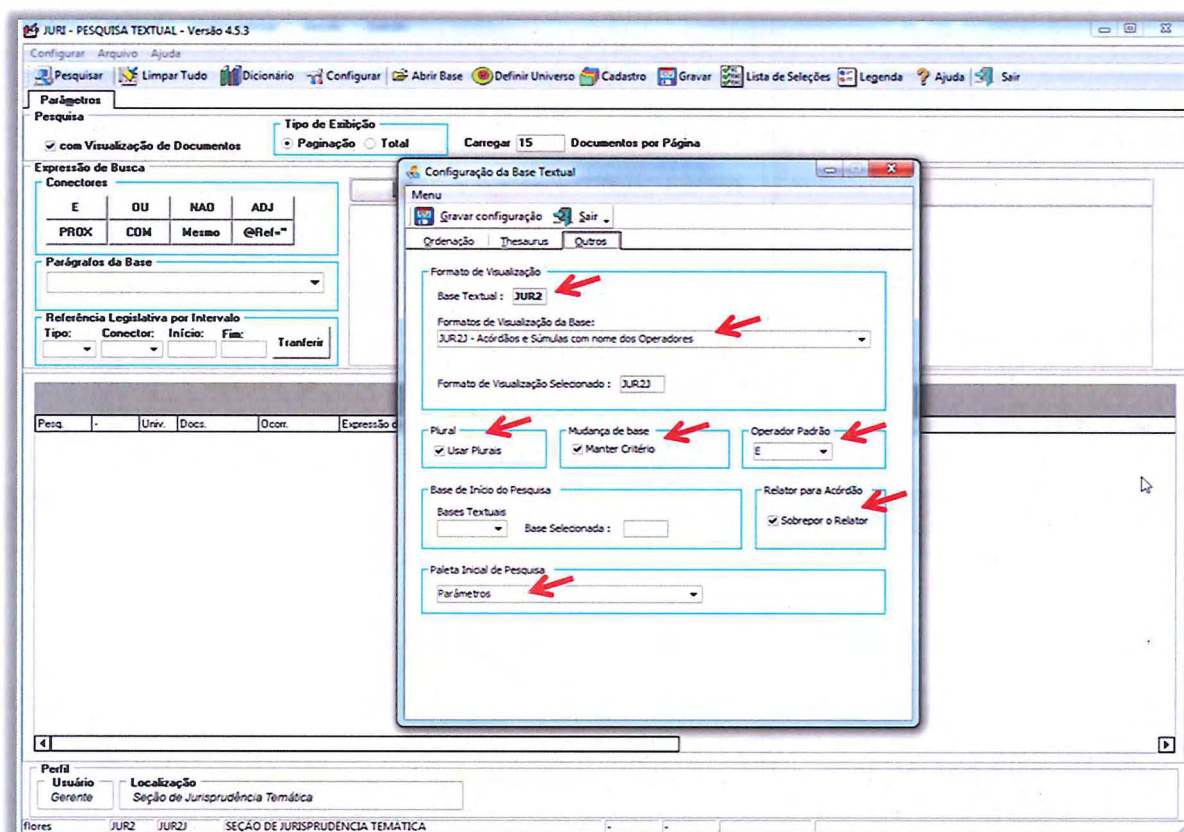 JURI - PESQUISA TEXTUAL - Versão 4.5.3
Configurar Arquivo Ajuda
Pesquisar Limpar Tudo Dicionário Configurar Abrir Base Definir Universo Cadastro Gravar Lista de Seleções Legenda Ajuda Sair
Parâmetros
Pesquisa
Tipo de Exibição
com Visualização de Documentos Paginação Total Carregar 15 Documentos por Página
Expressão de Busca
Conectores
E OU NAO ADJ
PROX COM Mesmo @Ref="
Parágrafos da Base
Referência Legislativa por Intervalo
Tipo: Conector: Início: Fim:
Tranferir
Pesq. - Univ. Docs. Ocorr. Expressão
Configuração da Base Textual
Menu
Gravar configuração Sair
Ordenação Thesaurus Outros
Formato de Visualização
Base Textual : JUR2
Formatos de Visualização da Base:
JUR2J - Acórdãos e Súmulas com nome dos Operadores
Formato de Visualização Selecionado : JUR2J
Plural Mudança de base Operador Padrão
Usar Plurais Manter Critério E
Base de Início do Pesquisa Relator para Acórdão
Bases Textuais
Base Selecionada : Sobrepor o Relator
Paleta Inicial de Pesquisa
Parâmetros
Perfil
Usuário Localização
Gerente Seção de Jurisprudência Temática
flores JUR2 JUR2J SEÇÃO DE JURISPRUDÊNCIA TEMÁTICA - -